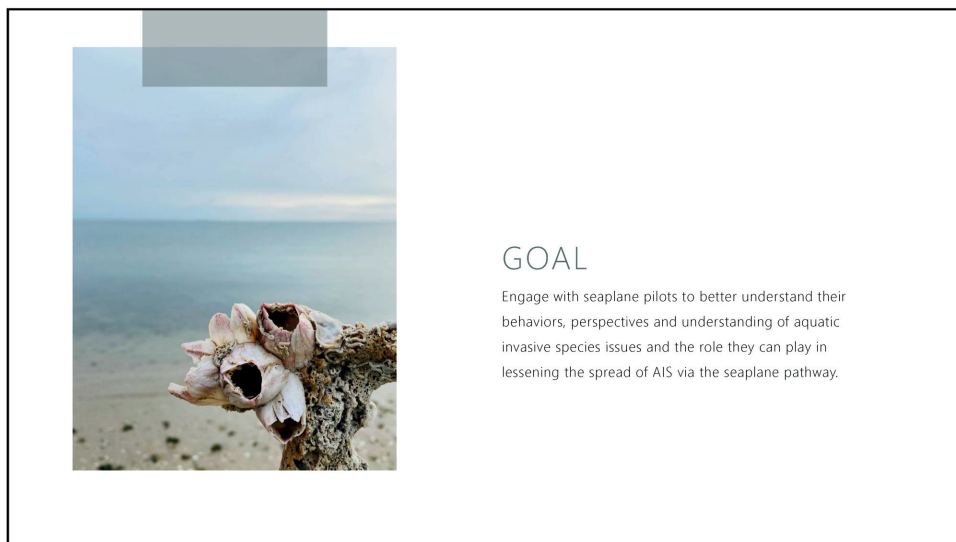 GOAL
Engage with seaplane pilots to better understand their
behaviors, perspectives and understanding of aquatic
invasive species issues and the role they can play in
lessening the spread of AIS via the seaplane pathway.